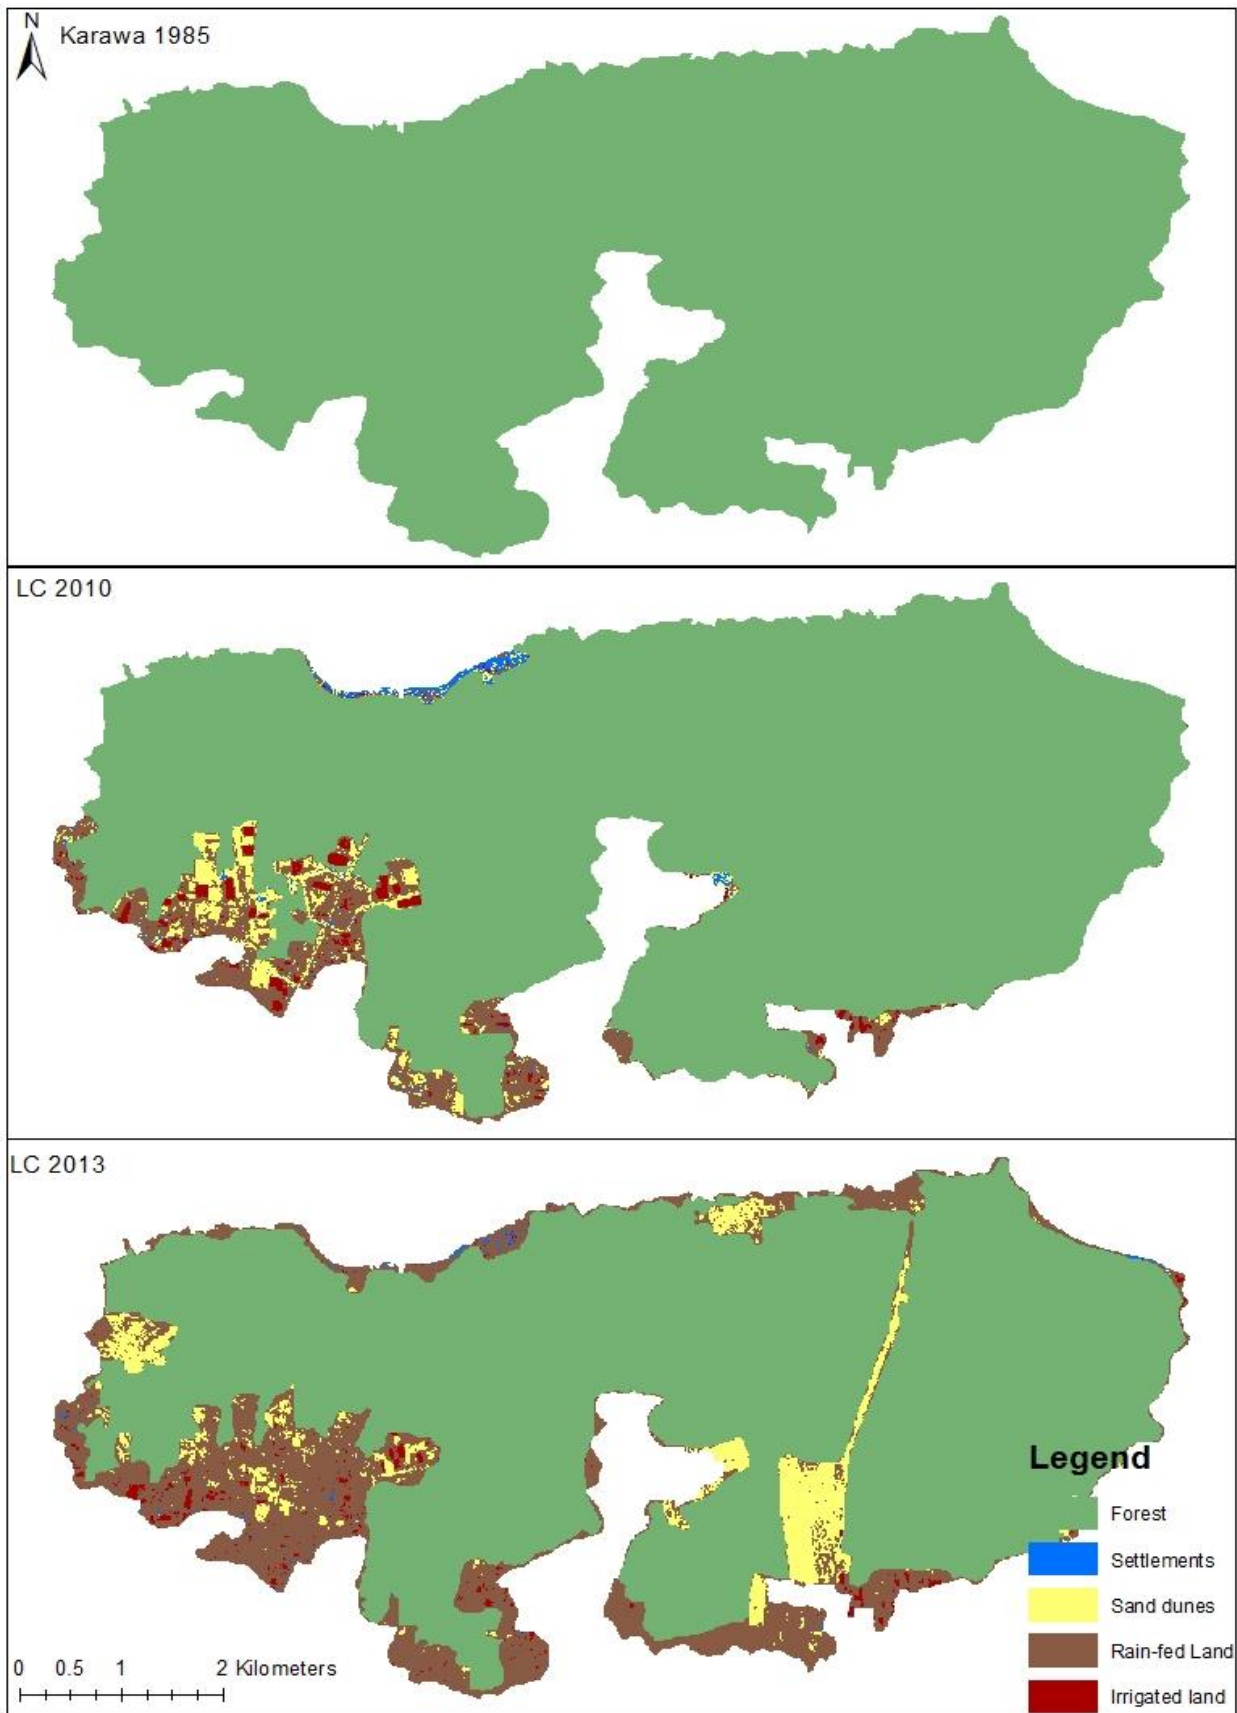 N
Karawa 1985
LC 2010
LC 2013
Legend
Forest
Settlements
Sand dunes
Rain-fed Land
Irrigated land
0 0.5 1 2 Kilometers